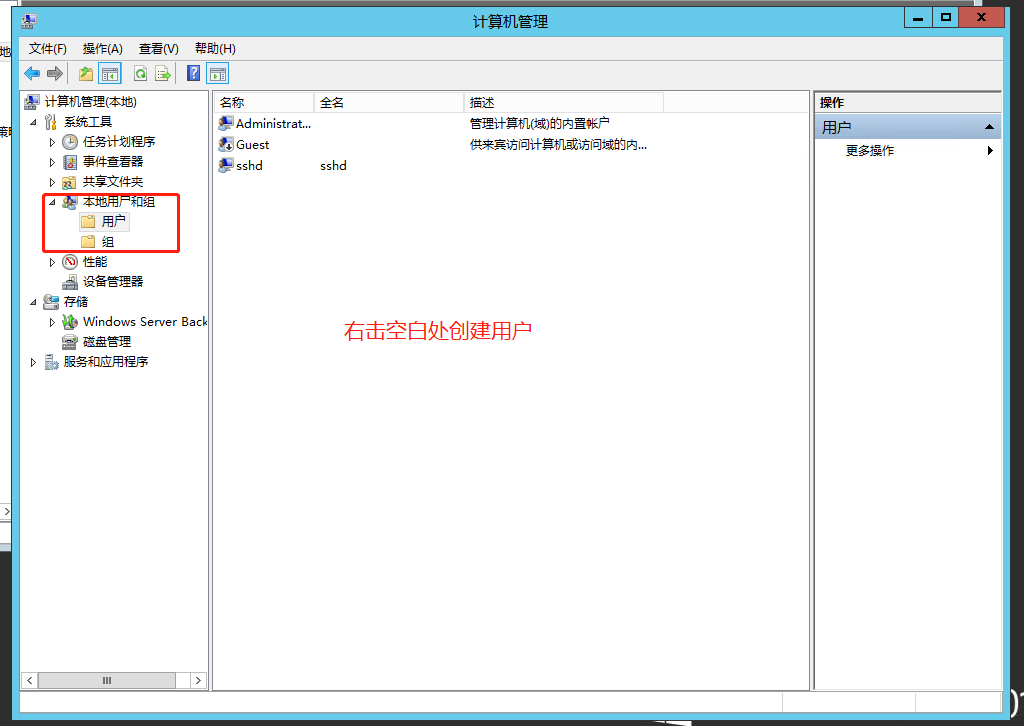 计算机管理
文件(F) 操作(A) 查看(V) 帮助(H)
计算机管理(本地)
系统工具
任务计划程序
事件查看器
共享文件夹
本地用户和组
用户
组
性能
设备管理器
存储
Windows Server Back
磁盘管理
服务和应用程序
名称 全名 描述
Administrat... 管理计算机(域)的内置帐户
Guest 供来宾访问计算机或访问域的内...
sshd sshd
右击空白处创建用户
操作
用户
更多操作